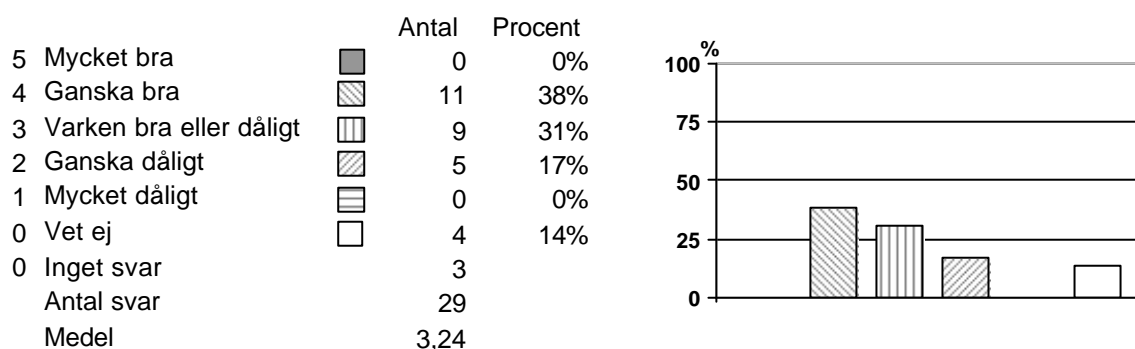 Antal Procent
5 Mycket bra 0 0%
4 Ganska bra 11 38%
3 Varken bra eller dåligt 9 31%
2 Ganska dåligt 5 17%
1 Mycket dåligt 0 0%
0 Vet ej 4 14%
0 Inget svar 3
Antal svar 29
Medel 3,24
%
100
75
50
25
0